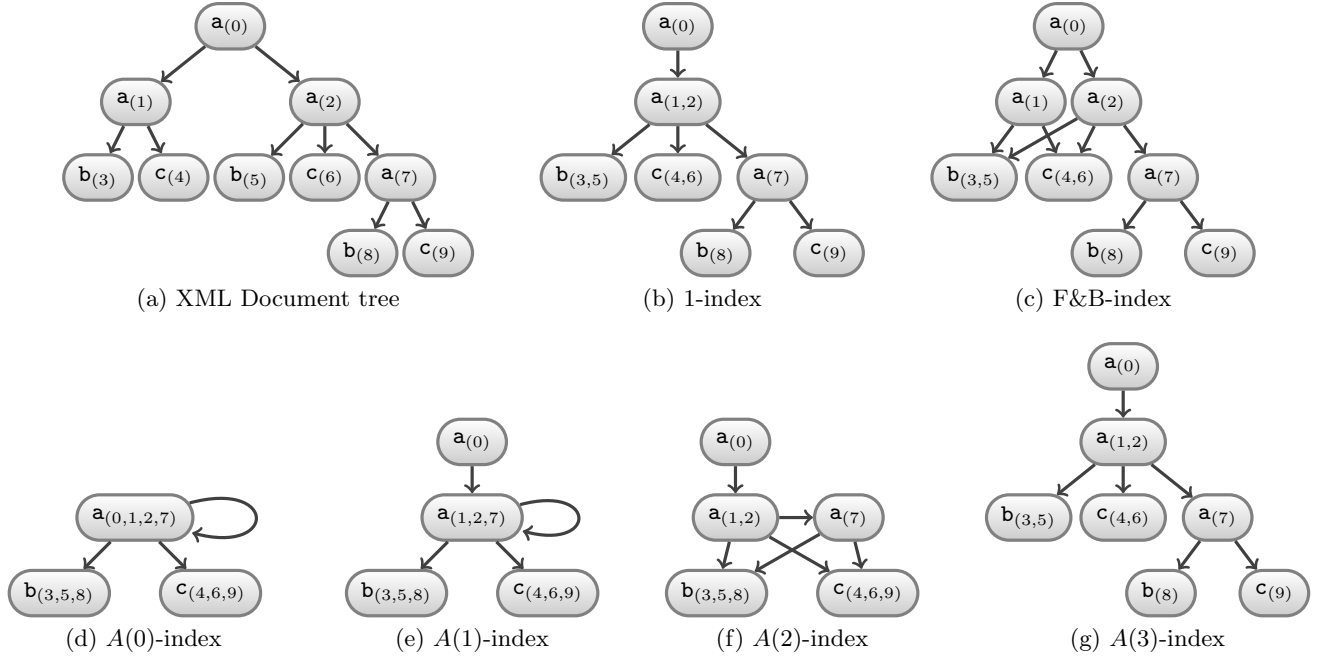 a(0) a(0) a(0)
a(1) a(2) a(1,2) a(1) a(2)
b(3) c(4) b(5) c(6) a(7) b(3,5) c(4,6) a(7) b(3,5) c(4,6) a(7)
b(8) c(9) b(8) c(9) b(8) c(9)
(a) XML Document tree (b) 1-index (c) F&B-index
a(0)
a(0) a(0) a(1,2)
a(0,1,2,7) a(1,2,7) a(1,2) a(7) b(3,5) c(4,6) a(7)
b(3,5,8) c(4,6,9) b(3,5,8) c(4,6,9) b(3,5,8) c(4,6,9) b(8) c(9)
(d) A(0)-index (e) A(1)-index (f) A(2)-index (g) A(3)-index